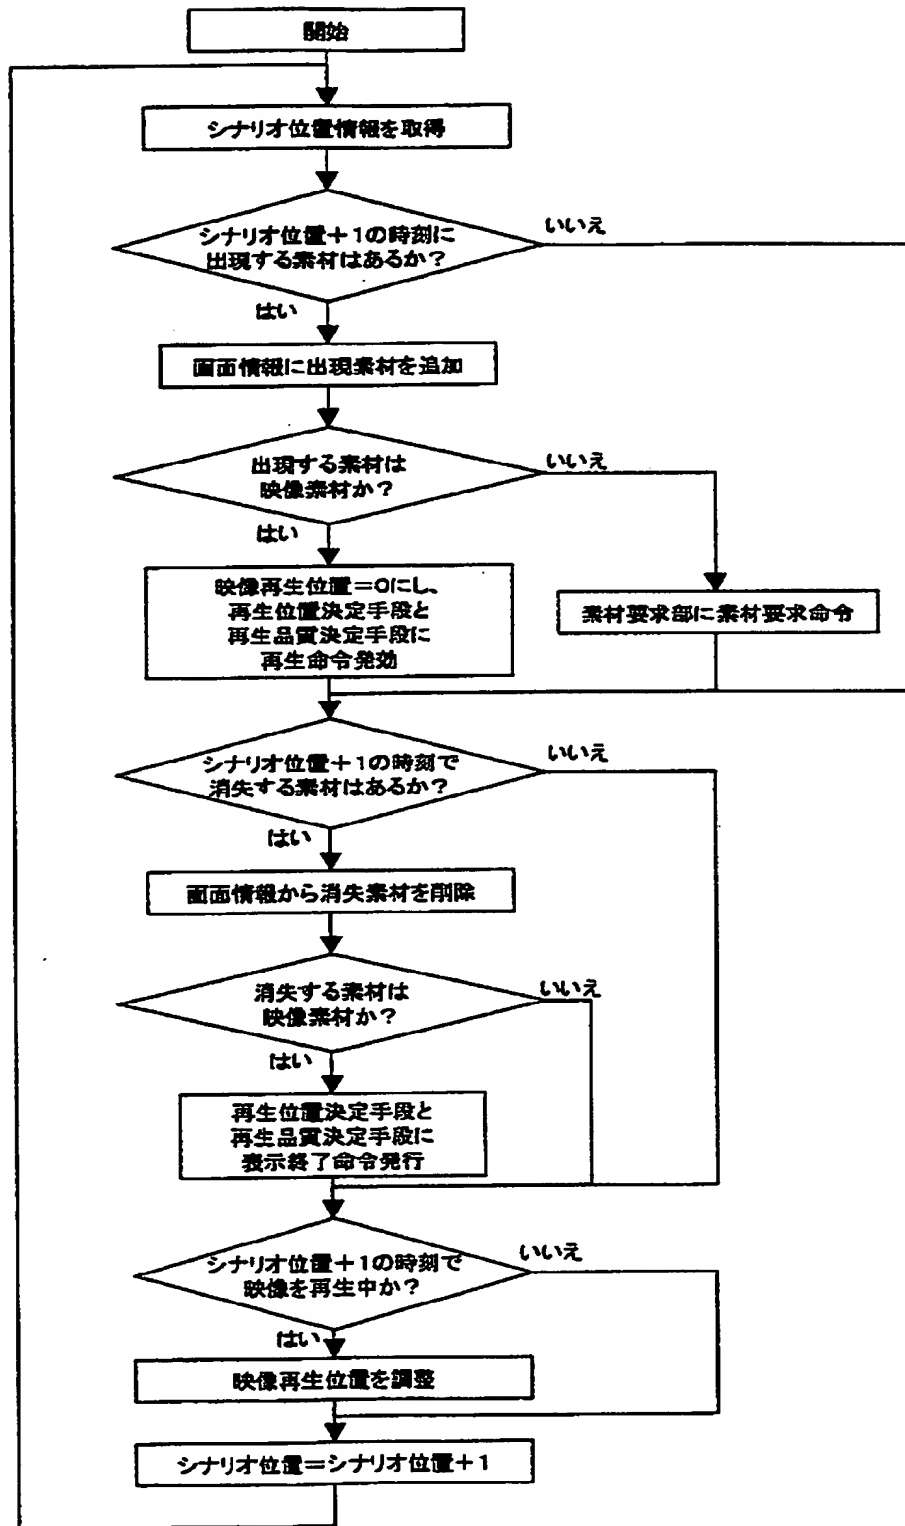 開始
シナリオ位置情報を取得
シナリオ位置+1の時刻に
出現する素材はあるか?
いいえ
はい
画面情報に出現素材を追加
出現する素材は
映像素材か?
いいえ
はい
映像再生位置=0にし、
再生位置決定手段と
再生品質決定手段に
再生命令発効
素材要求部に素材要求命令
シナリオ位置+1の時刻で
消失する素材はあるか?
いいえ
はい
画面情報から消失素材を削除
消失する素材は
映像素材か?
いいえ
はい
再生位置決定手段と
再生品質決定手段に
表示終了命令発行
シナリオ位置+1の時刻で
映像を再生中か?
いいえ
はい
映像再生位置を調整
シナリオ位置=シナリオ位置+1